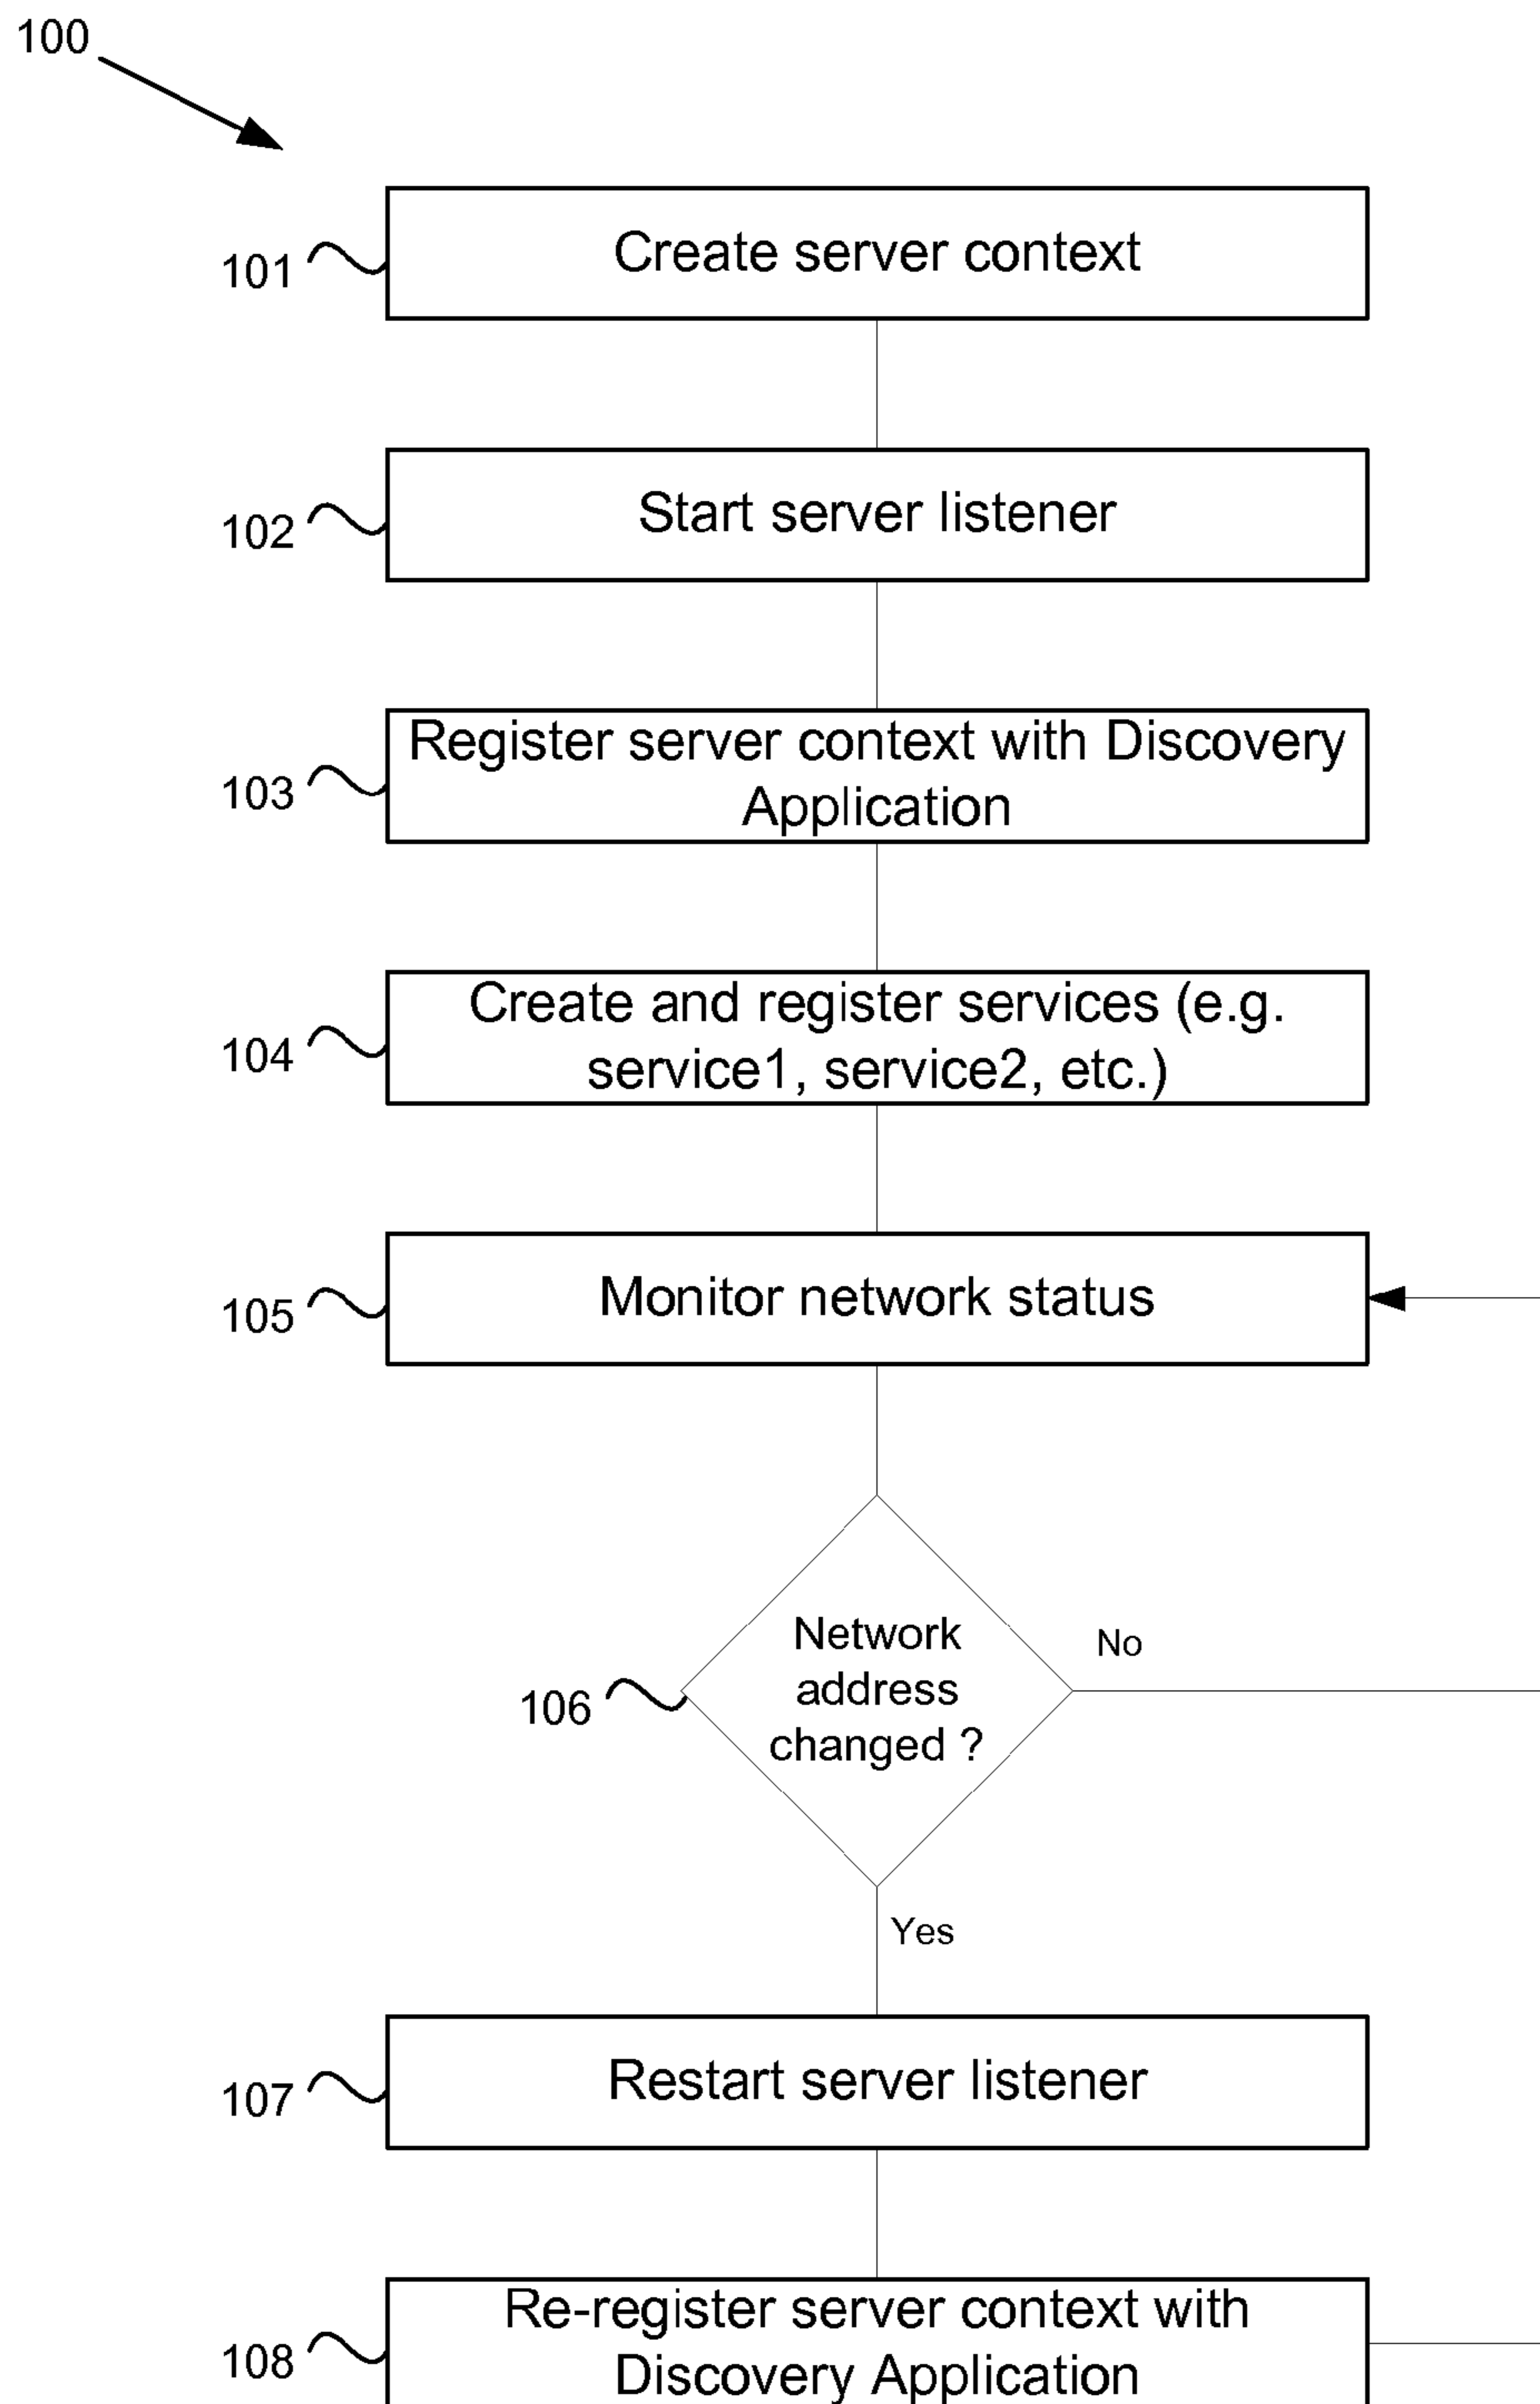 100
Create server context
101
Start server listener
102
Register server context with Discovery
Application
103
Create and register services (e.g.
service1, service2, etc.)
104
Monitor network status
105
Network
address
changed ?
No
106
Yes
Restart server listener
107
Re-register server context with
Discovery Application
108